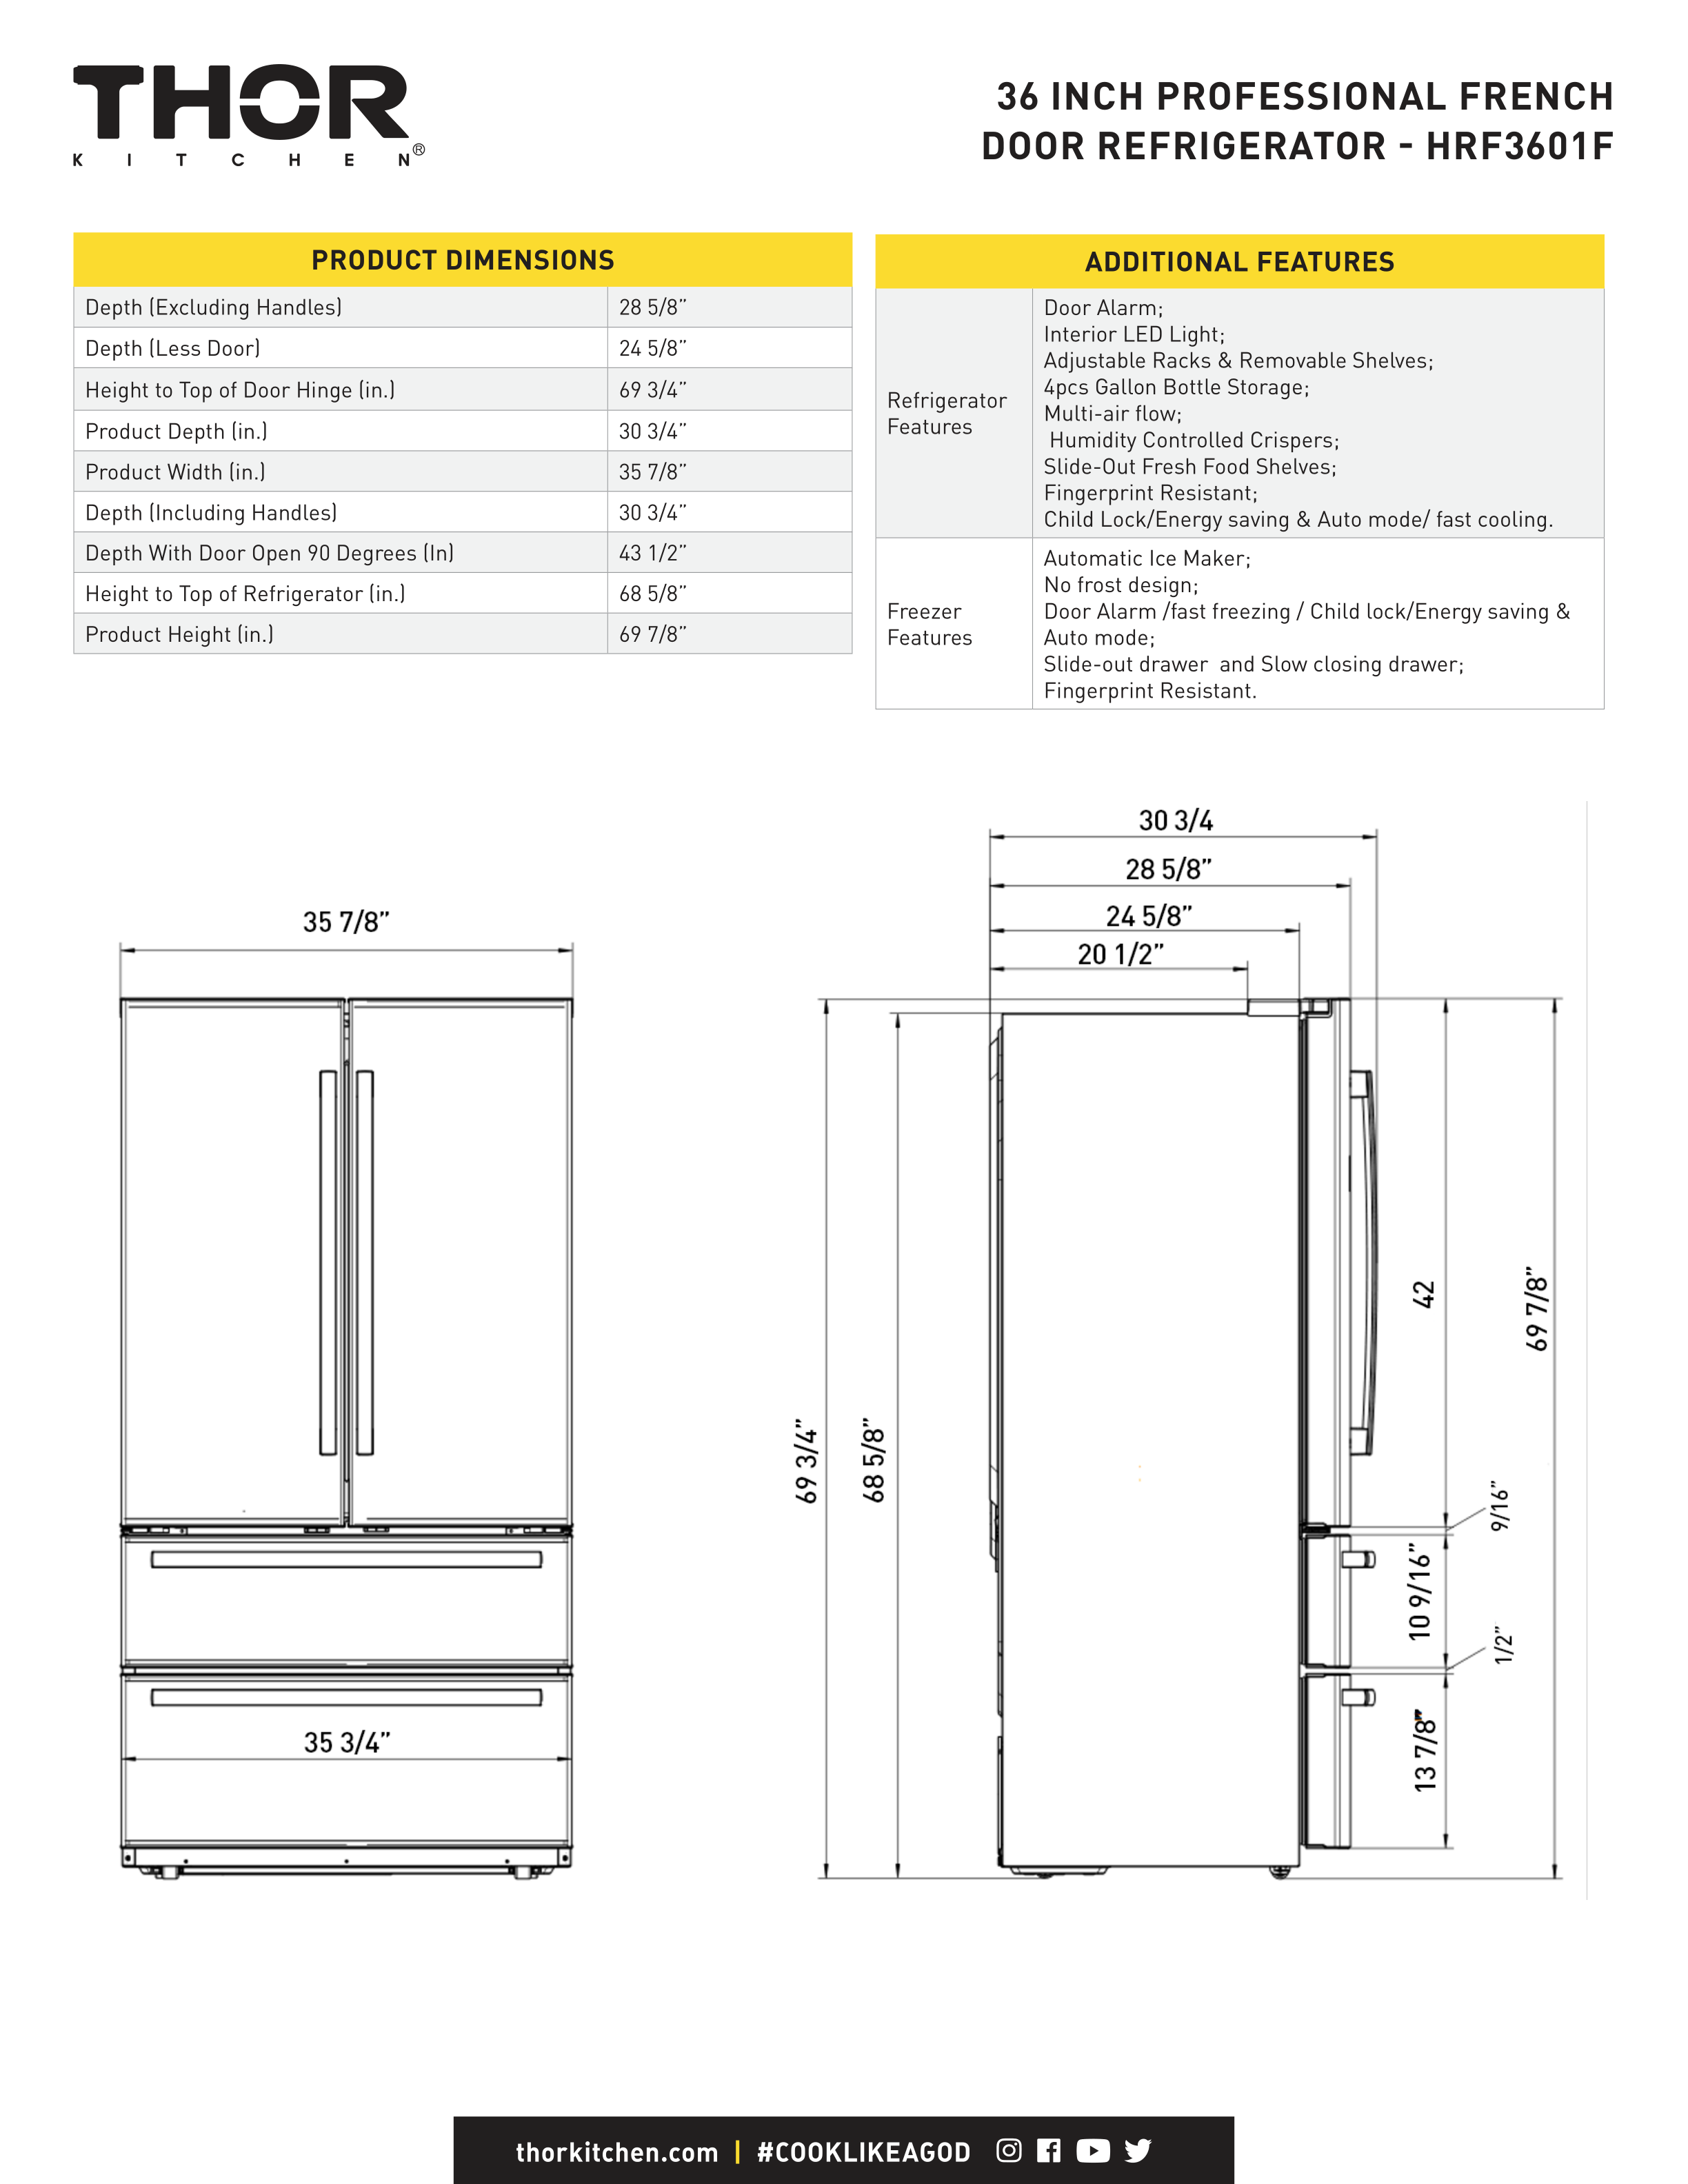 THOR
KITCHEN®
36 INCH PROFESSIONAL FRENCH
DOOR REFRIGERATOR - HRF3601F
PRODUCT DIMENSIONS
Depth (Excluding Handles) 28 5/8”
Depth (Less Door) 24 5/8”
Height to Top of Door Hinge (in.) 69 3/4”
Product Depth (in.) 30 3/4”
Product Width (in.) 35 7/8”
Depth (Including Handles) 30 3/4”
Depth With Door Open 90 Degrees (In) 43 1/2”
Height to Top of Refrigerator (in.) 68 5/8”
Product Height (in.) 69 7/8”
ADDITIONAL FEATURES
Refrigerator
Features
Door Alarm;
Interior LED Light;
Adjustable Racks & Removable Shelves;
4pcs Gallon Bottle Storage;
Multi-air flow;
Humidity Controlled Crispers;
Slide-Out Fresh Food Shelves;
Fingerprint Resistant;
Child Lock/Energy saving & Auto mode/ fast cooling.
Freezer
Features
Automatic Ice Maker;
No frost design;
Door Alarm /fast freezing / Child lock/Energy saving &
Auto mode;
Slide-out drawer and Slow closing drawer;
Fingerprint Resistant.
35 7/8”
35 3/4”
30 3/4
28 5/8”
24 5/8”
20 1/2”
69 3/4”
68 5/8”
42
69 7/8”
9/16”
10 9/16”
1/2”
13 7/8”
thorkitchen.com | #COOKLIKEAGOD